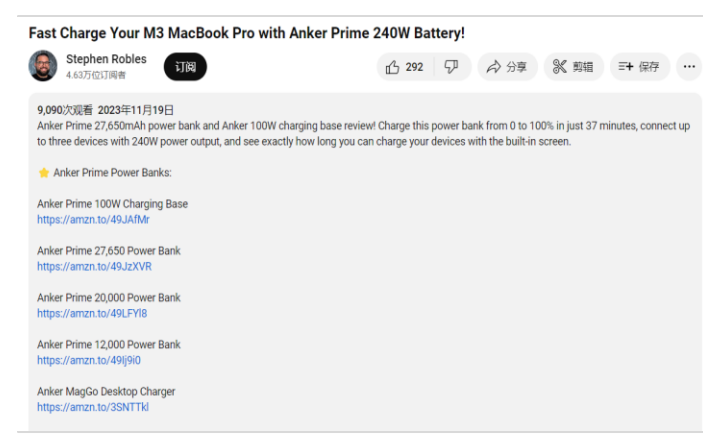 Fast Charge Your M3 MacBook Pro with Anker Prime 240W Battery!
Stephen Robles
4.63万位订阅者
订阅
292
分享
剪辑
保存
9,090次观看 2023年11月19日
Anker Prime 27,650mAh power bank and Anker 100W charging base review! Charge this power bank from 0 to 100% in just 37 minutes, connect up
to three devices with 240W power output, and see exactly how long you can charge your devices with the built-in screen.
⭐ Anker Prime Power Banks:
Anker Prime 100W Charging Base
https://amzn.to/49JAfMr
Anker Prime 27,650 Power Bank
https://amzn.to/49JzXVR
Anker Prime 20,000 Power Bank
https://amzn.to/49LFYl8
Anker Prime 12,000 Power Bank
https://amzn.to/49Ij9i0
Anker MagGo Desktop Charger
https://amzn.to/3SNTTkl